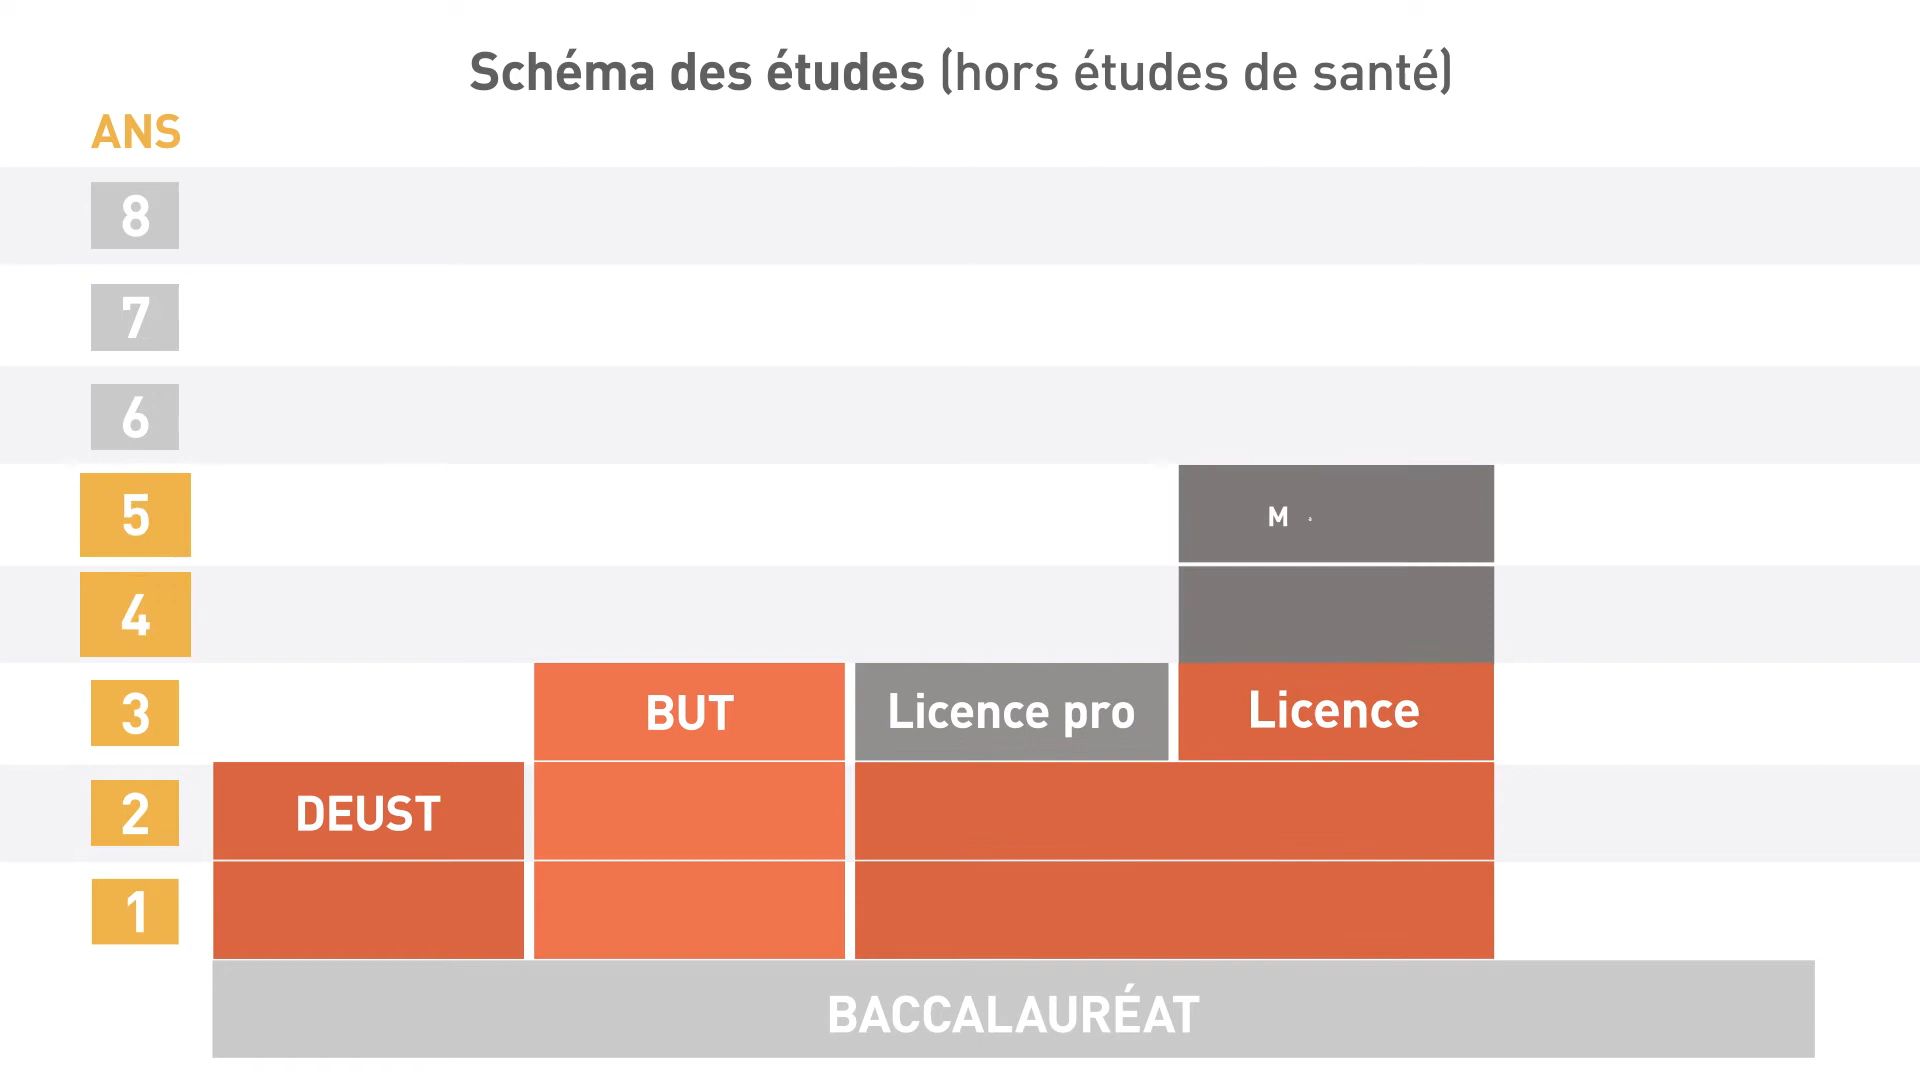 Schéma des études (hors études de santé)
ANS
8
7
6
5
M
4
3
BUT
Licence pro
Licence
2
DEUST
1
BACCALAURÉAT